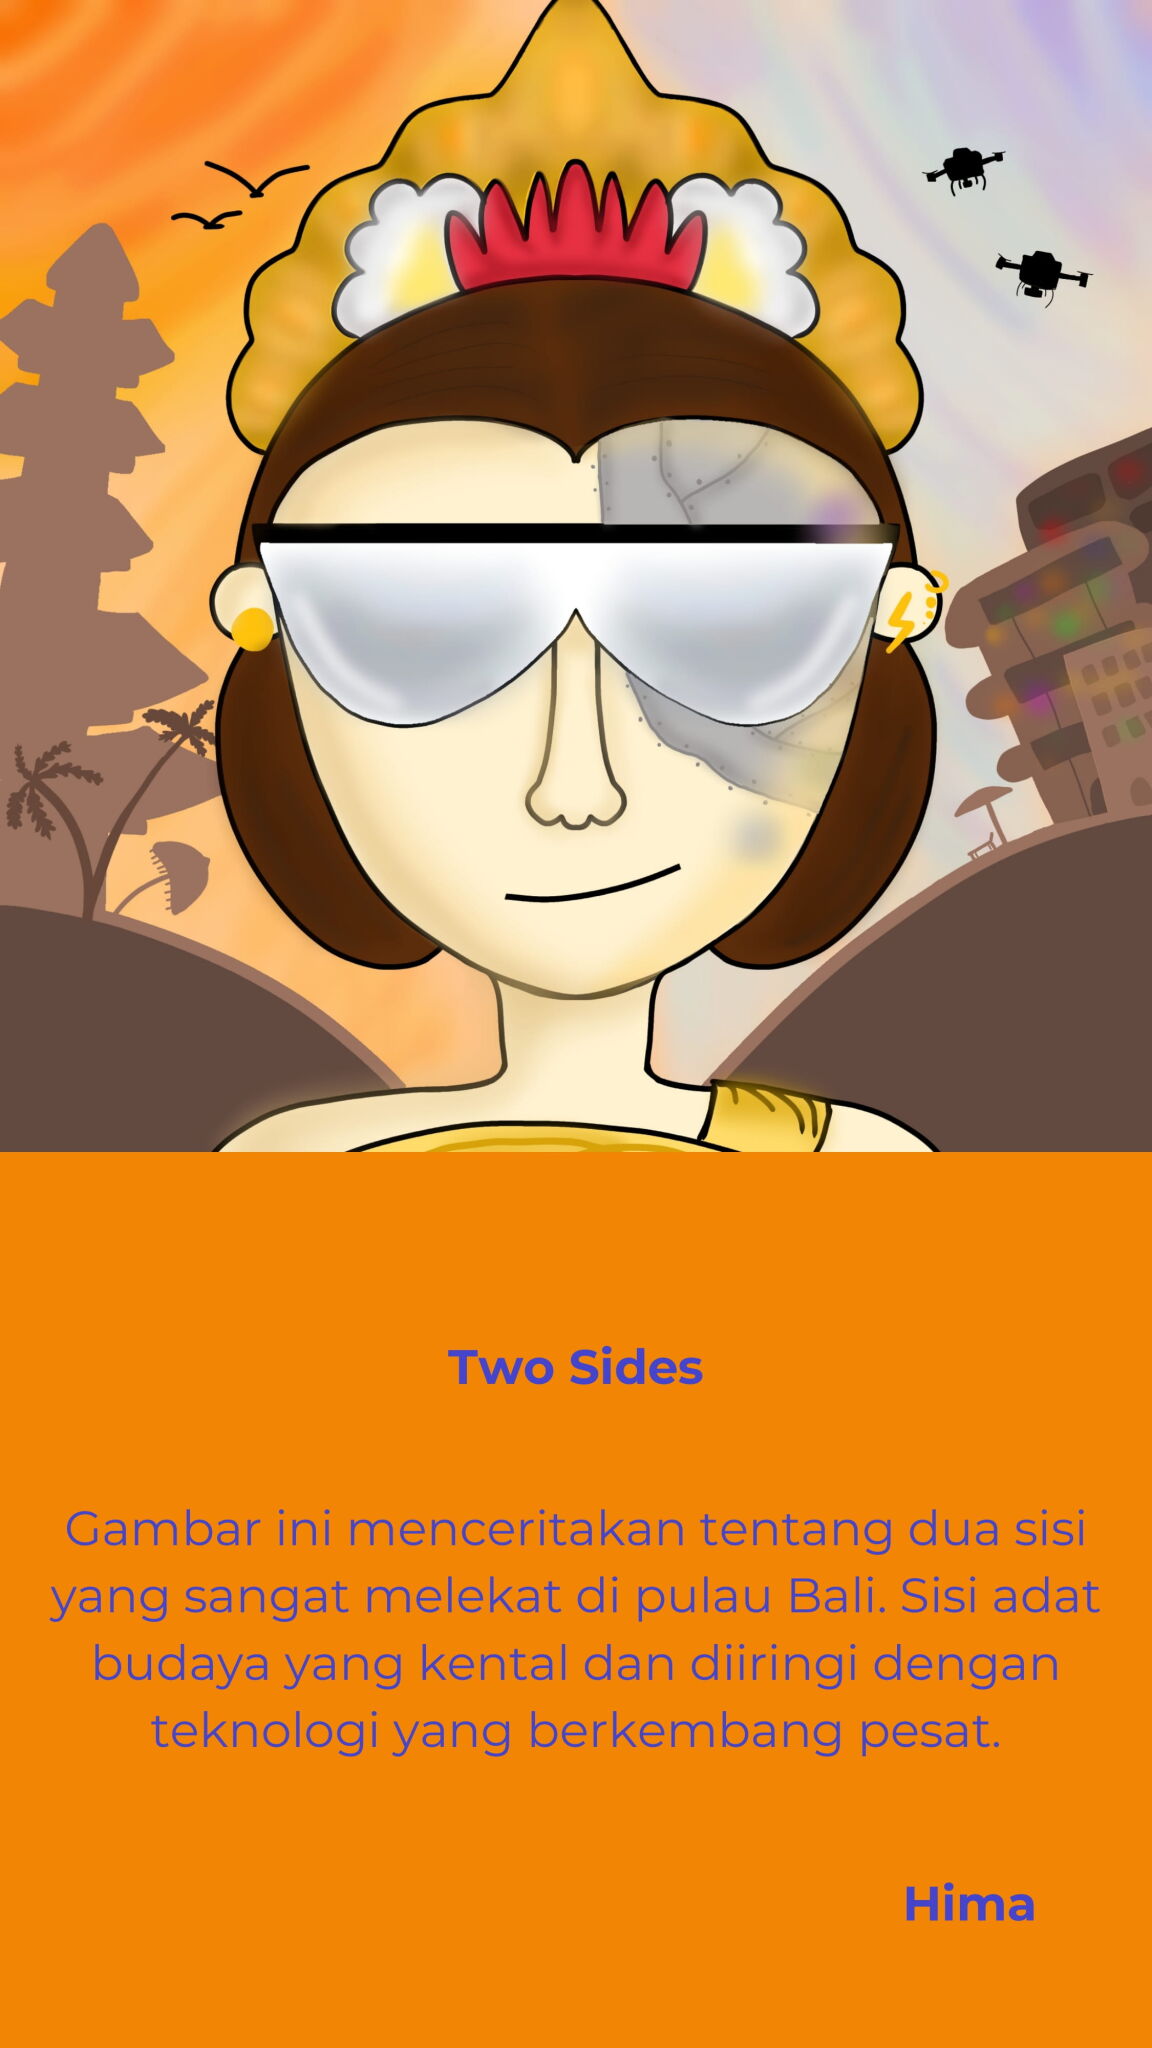 Two Sides
Gambar ini menceritakan tentang dua sisi
yang sangat melekat di pulau Bali. Sisi adat
budaya yang kental dan diiringi dengan
teknologi yang berkembang pesat.
Hima